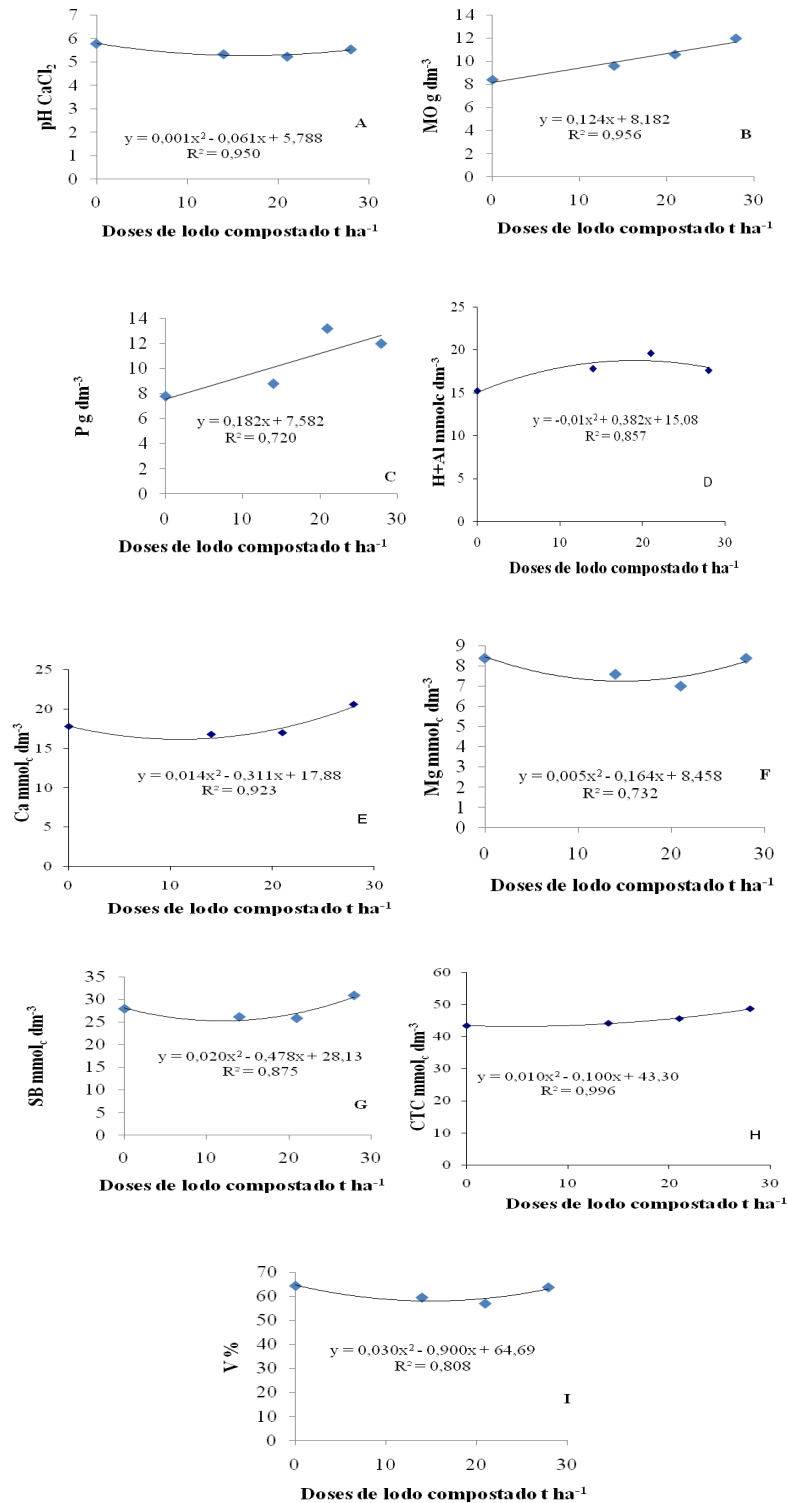 7
6
5
4
3
2
1
0
pH CaCl₂
y = 0,001x² - 0,061x + 5,788
R² = 0,950
A
0 10 20 30
Doses de lodo compostado t ha⁻¹
14
12
10
8
6
4
2
0
MO g dm⁻³
y = 0,124x + 8,182
R² = 0,956
B
0 10 20 30
Doses de lodo compostado t ha⁻¹
14
12
10
8
6
4
2
0
P g dm⁻³
y = 0,182x + 7,582
R² = 0,720
C
0 10 20 30
Doses de lodo compostado t ha⁻¹
25
20
15
10
5
0
H+Al mmolc dm⁻³
y = -0,01x² + 0,382x + 15,08
R² = 0,857
D
0 10 20 30
Doses de lodo compostado t ha⁻¹
25
20
15
10
5
0
Ca mmol꜀ dm⁻³
y = 0,014x² - 0,311x + 17,88
R² = 0,923
E
0 10 20 30
Doses de lodo compostado t ha⁻¹
9
8
7
6
5
4
3
2
1
0
Mg mmol꜀ dm⁻³
y = 0,005x² - 0,164x + 8,458
R² = 0,732
F
0 10 20 30
Doses de lodo compostado t ha⁻¹
35
30
25
20
15
10
5
0
SB mmol꜀ dm⁻³
y = 0,020x² - 0,478x + 28,13
R² = 0,875
G
0 10 20 30
Doses de lodo compostado t ha⁻¹
60
50
40
30
20
10
0
CTC mmol꜀ dm⁻³
y = 0,010x² - 0,100x + 43,30
R² = 0,996
H
0 10 20 30
Doses de lodo compostado t ha⁻¹
70
60
50
40
30
20
10
0
V %
y = 0,030x² - 0,900x + 64,69
R² = 0,808
I
0 10 20 30
Doses de lodo compostado t ha⁻¹